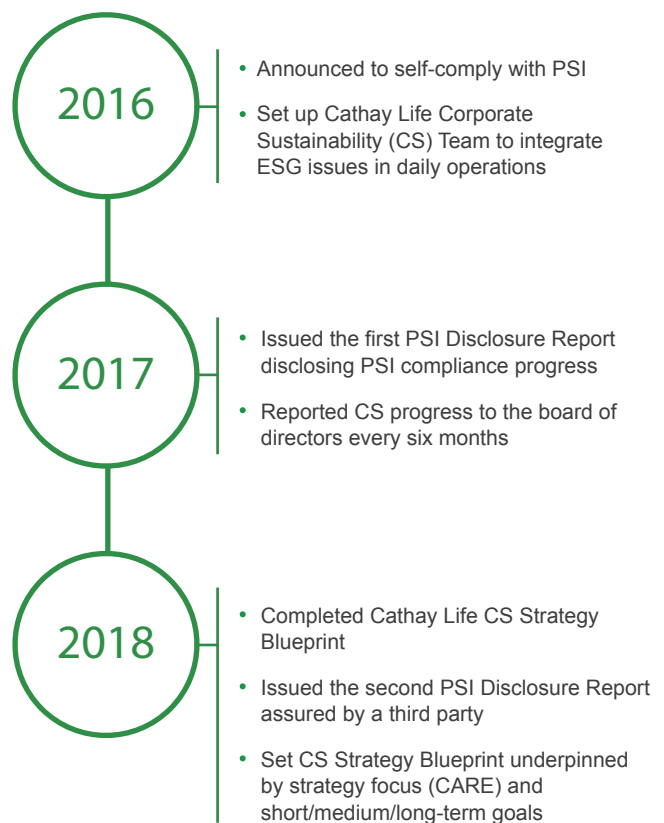 2016
• Announced to self-comply with PSI
• Set up Cathay Life Corporate
Sustainability (CS) Team to integrate
ESG issues in daily operations
2017
• Issued the first PSI Disclosure Report
disclosing PSI compliance progress
• Reported CS progress to the board of
directors every six months
2018
• Completed Cathay Life CS Strategy
Blueprint
• Issued the second PSI Disclosure Report
assured by a third party
• Set CS Strategy Blueprint underpinned
by strategy focus (CARE) and
short/medium/long-term goals